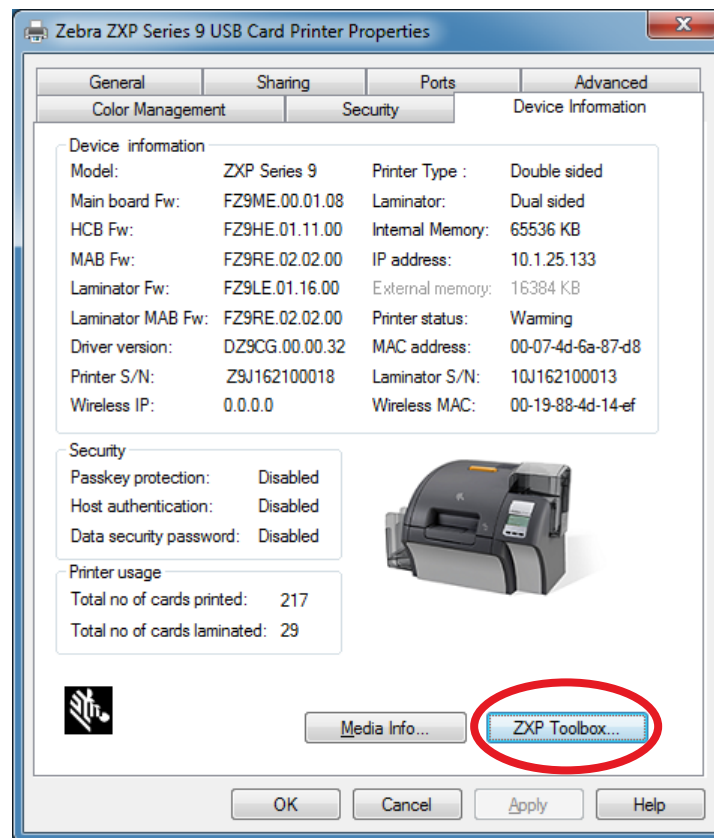 Zebra ZXP Series 9 USB Card Printer Properties
General Sharing Ports Advanced
Color Management Security Device Information
Device information
Model: ZXP Series 9 Printer Type : Double sided
Main board Fw: FZ9ME.00.01.08 Laminator: Dual sided
HCB Fw: FZ9HE.01.11.00 Internal Memory: 65536 KB
MAB Fw: FZ9RE.02.02.00 IP address: 10.1.25.133
Laminator Fw: FZ9LE.01.16.00 External memory: 16384 KB
Laminator MAB Fw: FZ9RE.02.02.00 Printer status: Warming
Driver version: DZ9CG.00.00.32 MAC address: 00-07-4d-6a-87-d8
Printer S/N: Z9J162100018 Laminator S/N: 10J162100013
Wireless IP: 0.0.0.0 Wireless MAC: 00-19-88-4d-14-ef
Security
Passkey protection: Disabled
Host authentication: Disabled
Data security password: Disabled
Printer usage
Total no of cards printed: 217
Total no of cards laminated: 29
Media Info... ZXP Toolbox...
OK Cancel Apply Help